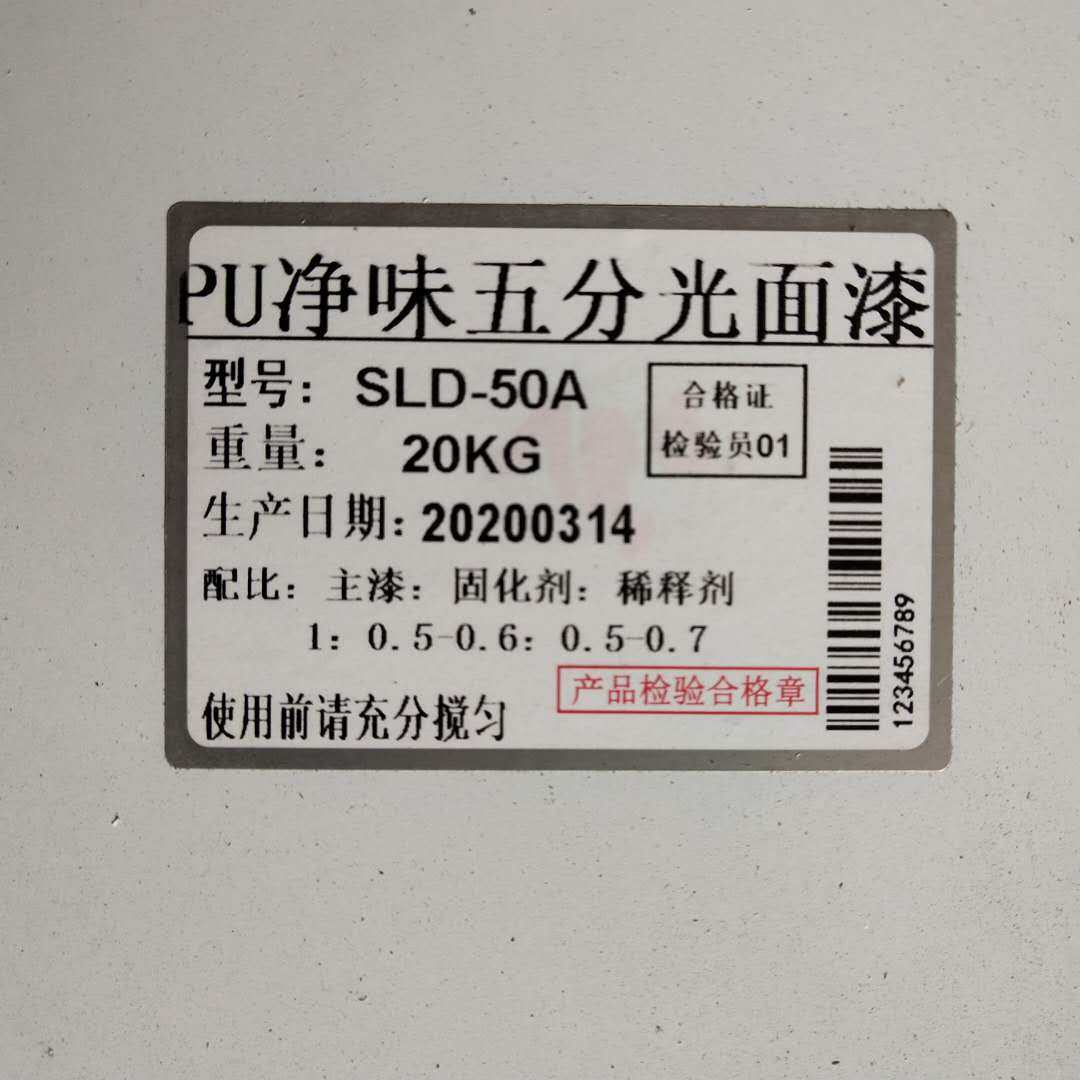 PU净味五分光面漆
型号: SLD-50A
合格证
检验员01
重量: 20KG
生产日期: 20200314
配比: 主漆: 固化剂: 稀释剂
1: 0.5-0.6: 0.5-0.7
产品检验合格章
使用前请充分搅匀
123456789